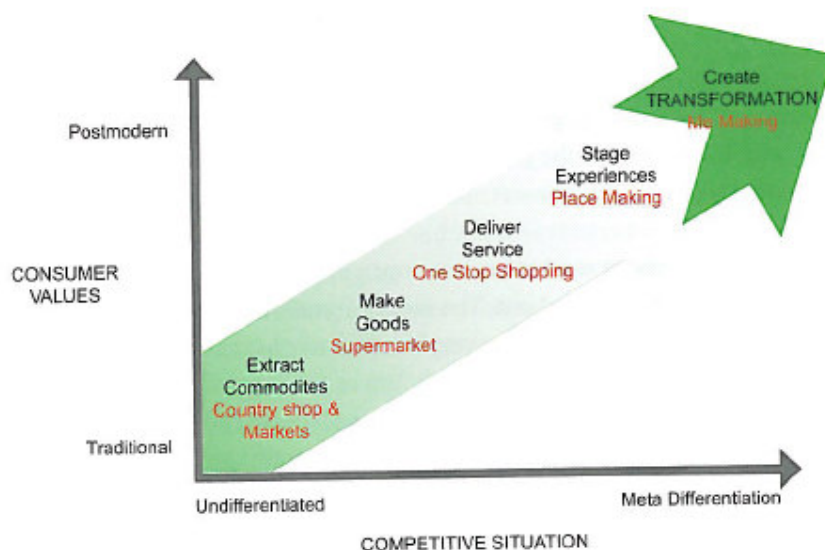 Create
TRANSFORMATION
Me Making
Postmodern
Stage
Experiences
Place Making
Deliver
Service
One Stop Shopping
CONSUMER
VALUES
Make
Goods
Supermarket
Extract
Commodites
Country shop &
Markets
Traditional
Undifferentiated
Meta Differentiation
COMPETITIVE SITUATION